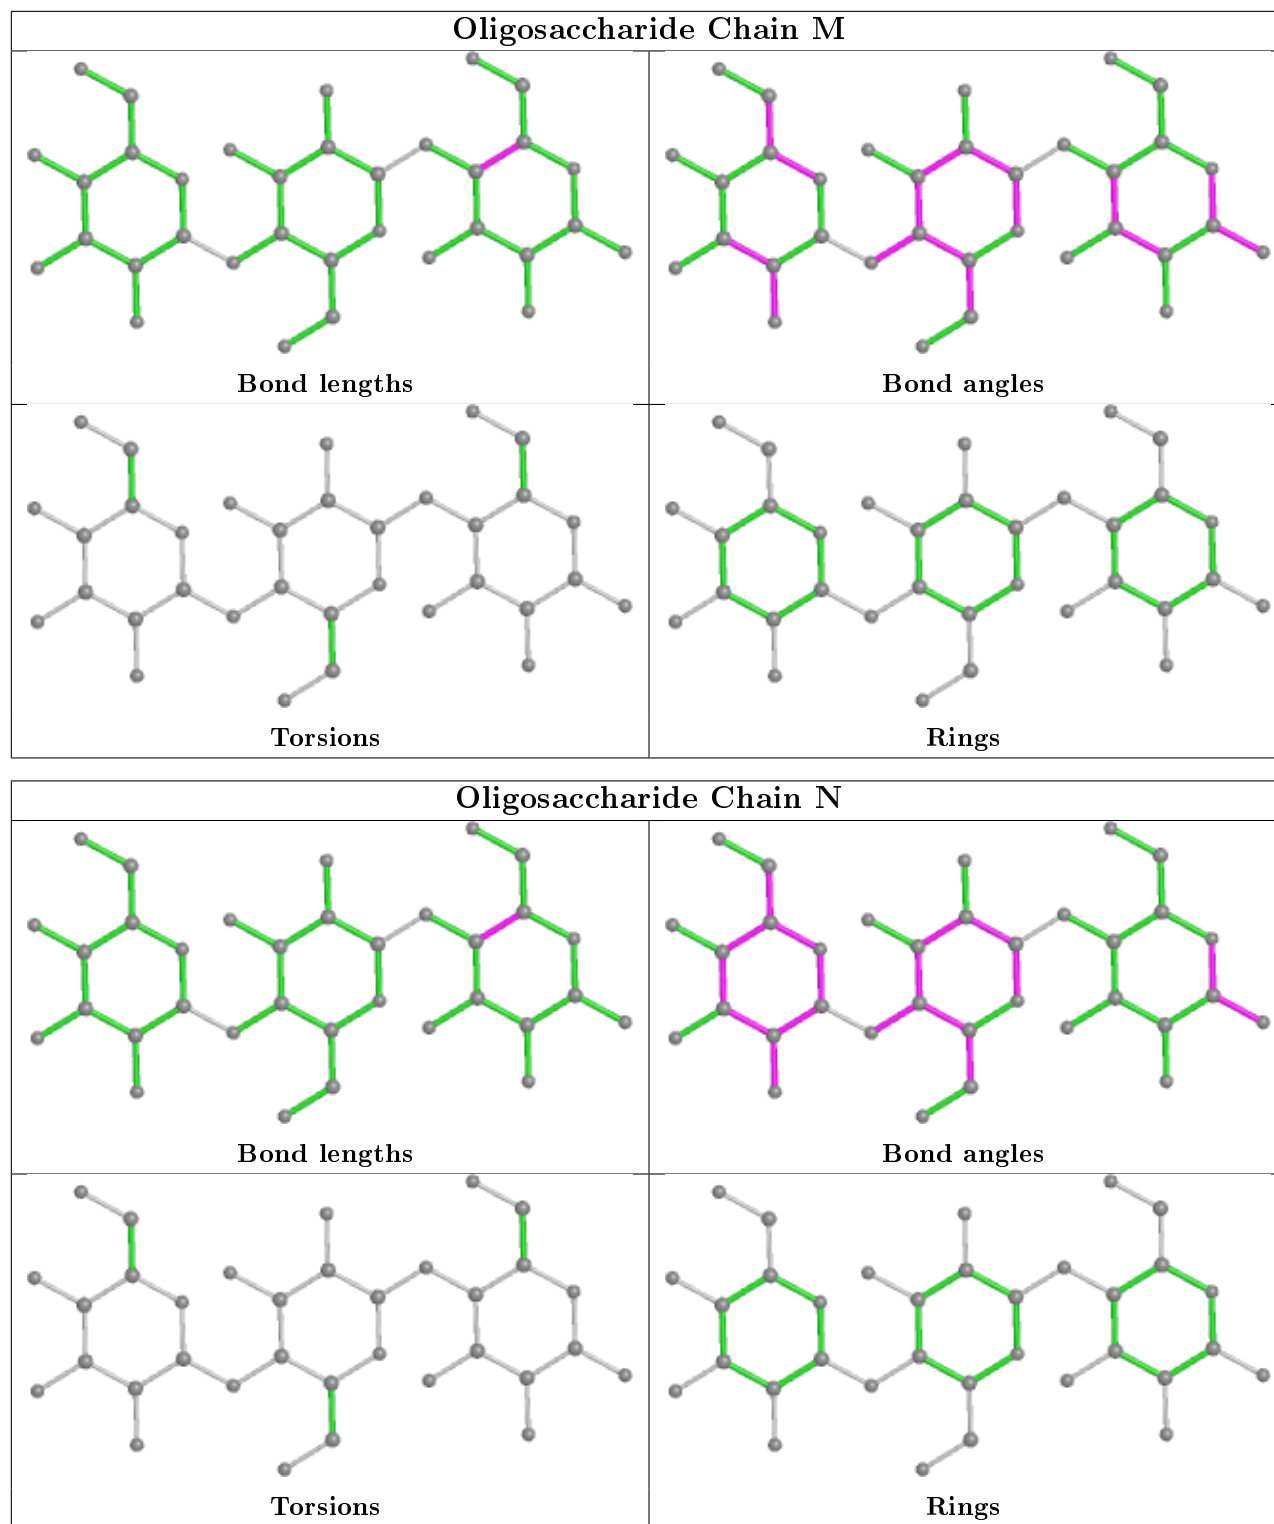 Oligosaccharide Chain M
Bond lengths
Bond angles
Torsions
Rings
Oligosaccharide Chain N
Bond lengths
Bond angles
Torsions
Rings